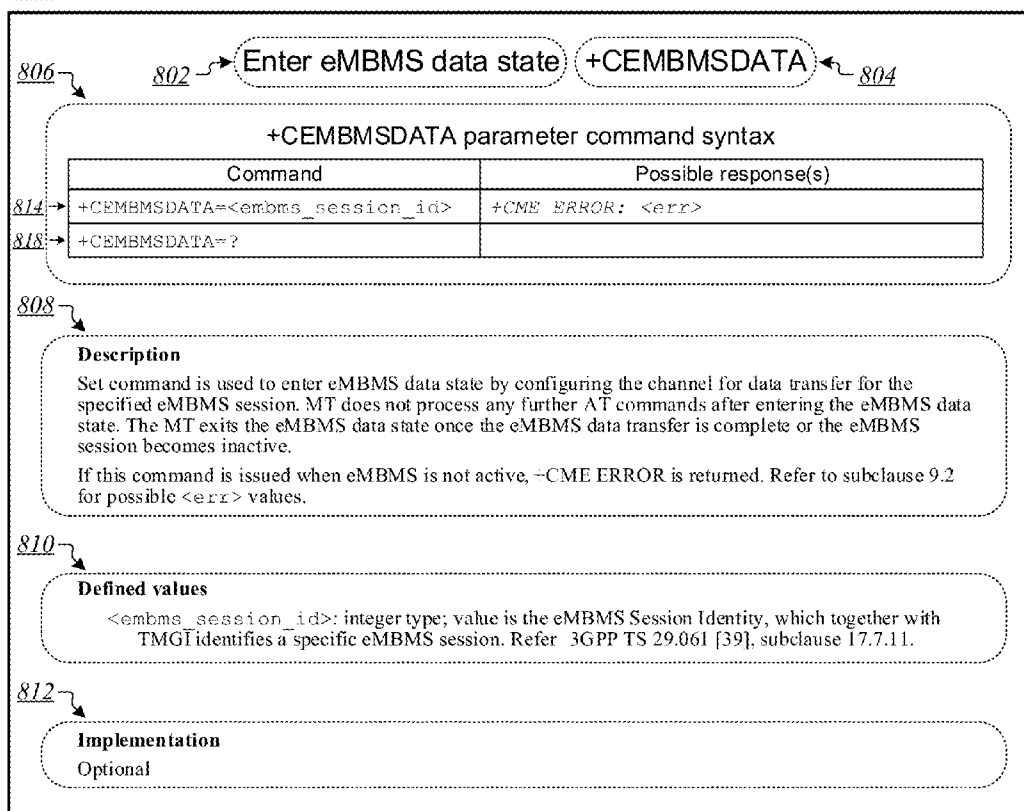 802 Enter eMBMS data state +CEMBMSDATA 804
806
+CEMBMSDATA parameter command syntax
Command Possible response(s)
814 +CEMBMSDATA=<embms_session_id> +CME ERROR: <err>
818 +CEMBMSDATA=?
808
Description
Set command is used to enter eMBMS data state by configuring the channel for data transfer for the
specified eMBMS session. MT does not process any further AT commands after entering the eMBMS data
state. The MT exits the eMBMS data state once the eMBMS data transfer is complete or the eMBMS
session becomes inactive.
If this command is issued when eMBMS is not active, +CME ERROR is returned. Refer to subclause 9.2
for possible <err> values.
810
Defined values
<embms_session_id>: integer type; value is the eMBMS Session Identity, which together with
TMGI identifies a specific eMBMS session. Refer 3GPP TS 29.061 [39], subclause 17.7.11.
812
Implementation
Optional